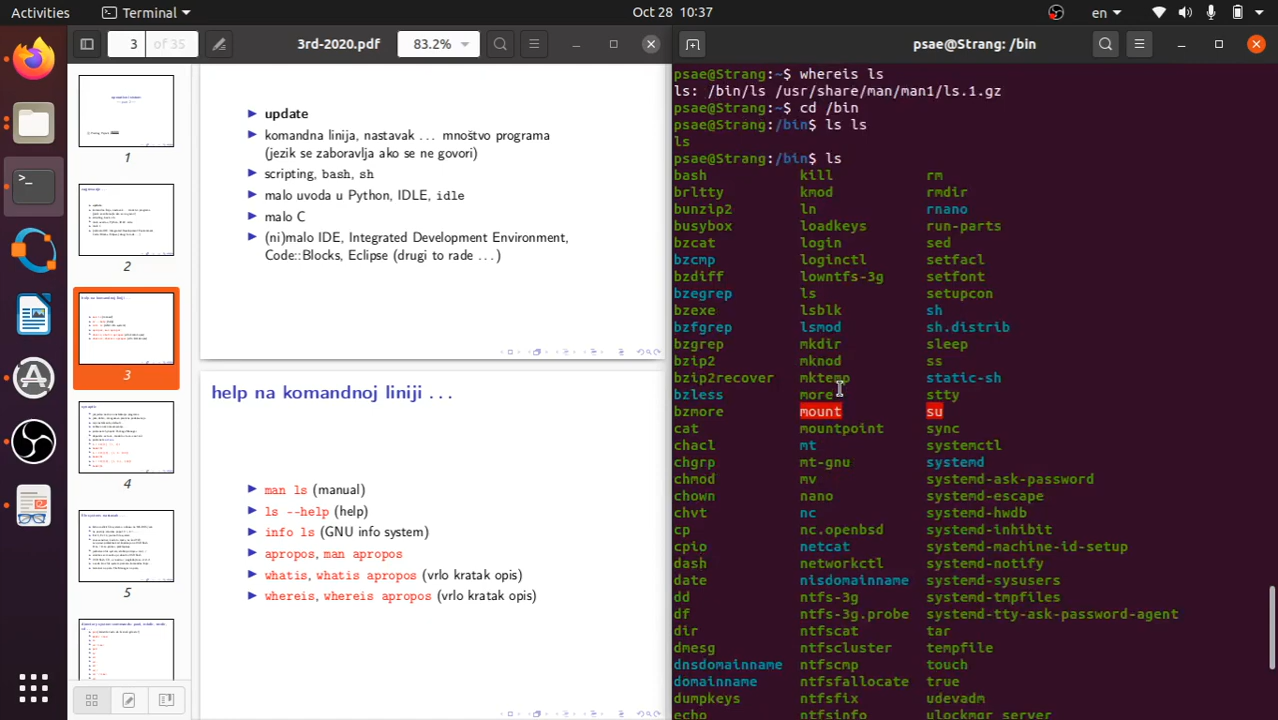 Activities
Terminal
Oct 28 10:37
en
3
of 35
3rd-2020.pdf
83.2%
psae@Strang: /bin
1
2
3
4
5
update
komandna linija, nastavak . . . mnoštvo programa
(jezik se zaboravlja ako se ne govori)
scripting, bash, sh
malo uvoda u Python, IDLE, idle
malo C
(ni)malo IDE, Integrated Development Environment,
Code::Blocks, Eclipse (drugi to rade . . .)
help na komandnoj liniji . . .
man ls (manual)
ls --help (help)
info ls (GNU info system)
apropos, man apropos
whatis, whatis apropos (vrlo kratak opis)
whereis, whereis apropos (vrlo kratak opis)
psae@Strang:~$ whereis ls
ls: /bin/ls /usr/share/man/man1/ls.1.gz
psae@Strang:~$ cd /bin
psae@Strang:/bin$ ls ls
ls
psae@Strang:/bin$ ls
bash kill rm
brltty kmod rmdir
bunzip2 ln rnano
busybox loadkeys run-parts
bzcat login sed
bzcmp loginctl setfacl
bzdiff lowntfs-3g setfont
bzegrep ls setupcon
bzexe lsblk sh
bzfgrep lsmod sh.distrib
bzgrep mkdir sleep
bzip2 mknod ss
bzip2recover mktemp static-sh
bzless more stty
bzmore mount su
cat mountpoint sync
chacl mt systemctl
chgrp mt-gnu systemd
chmod mv systemd-ask-password
chown nano systemd-escape
chvt nc systemd-hwdb
cp nc.openbsd systemd-inhibit
cpio netcat systemd-machine-id-setup
dash networkctl systemd-notify
date nisdomainname systemd-sysusers
dd ntfs-3g systemd-tmpfiles
df ntfs-3g.probe systemd-tty-ask-password-agent
dir ntfscat tar
dmesg ntfscluster tempfile
dnsdomainname ntfscmp touch
domainname ntfsfallocate true
dumpkeys ntfsfix udevadm
echo ntfsinfo ulockmgr_server